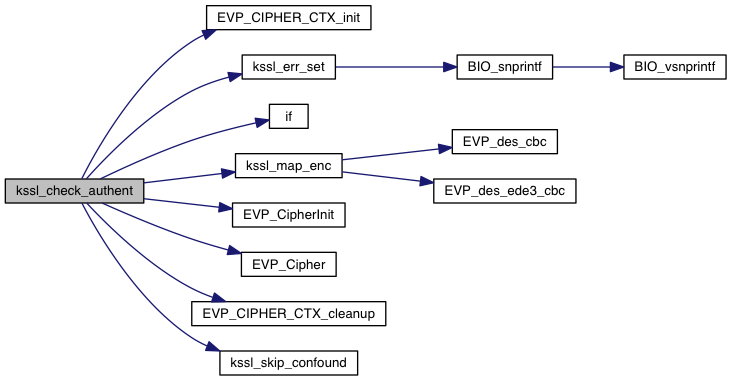 EVP_CIPHER_CTX_init
kssl_err_set
BIO_snprintf
BIO_vsnprintf
if
kssl_map_enc
EVP_des_cbc
kssl_check_authent
EVP_des_ede3_cbc
EVP_CipherInit
EVP_Cipher
EVP_CIPHER_CTX_cleanup
kssl_skip_confound